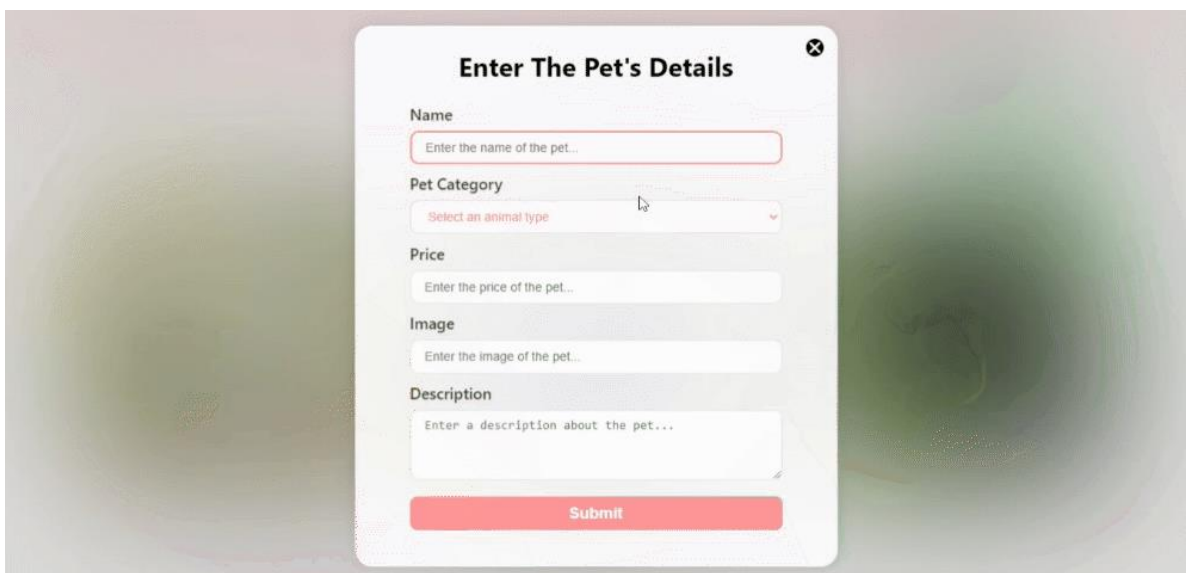 Enter The Pet's Details
Name
Enter the name of the pet...
Pet Category
Select an animal type
Price
Enter the price of the pet...
Image
Enter the image of the pet...
Description
Enter a description about the pet...
Submit